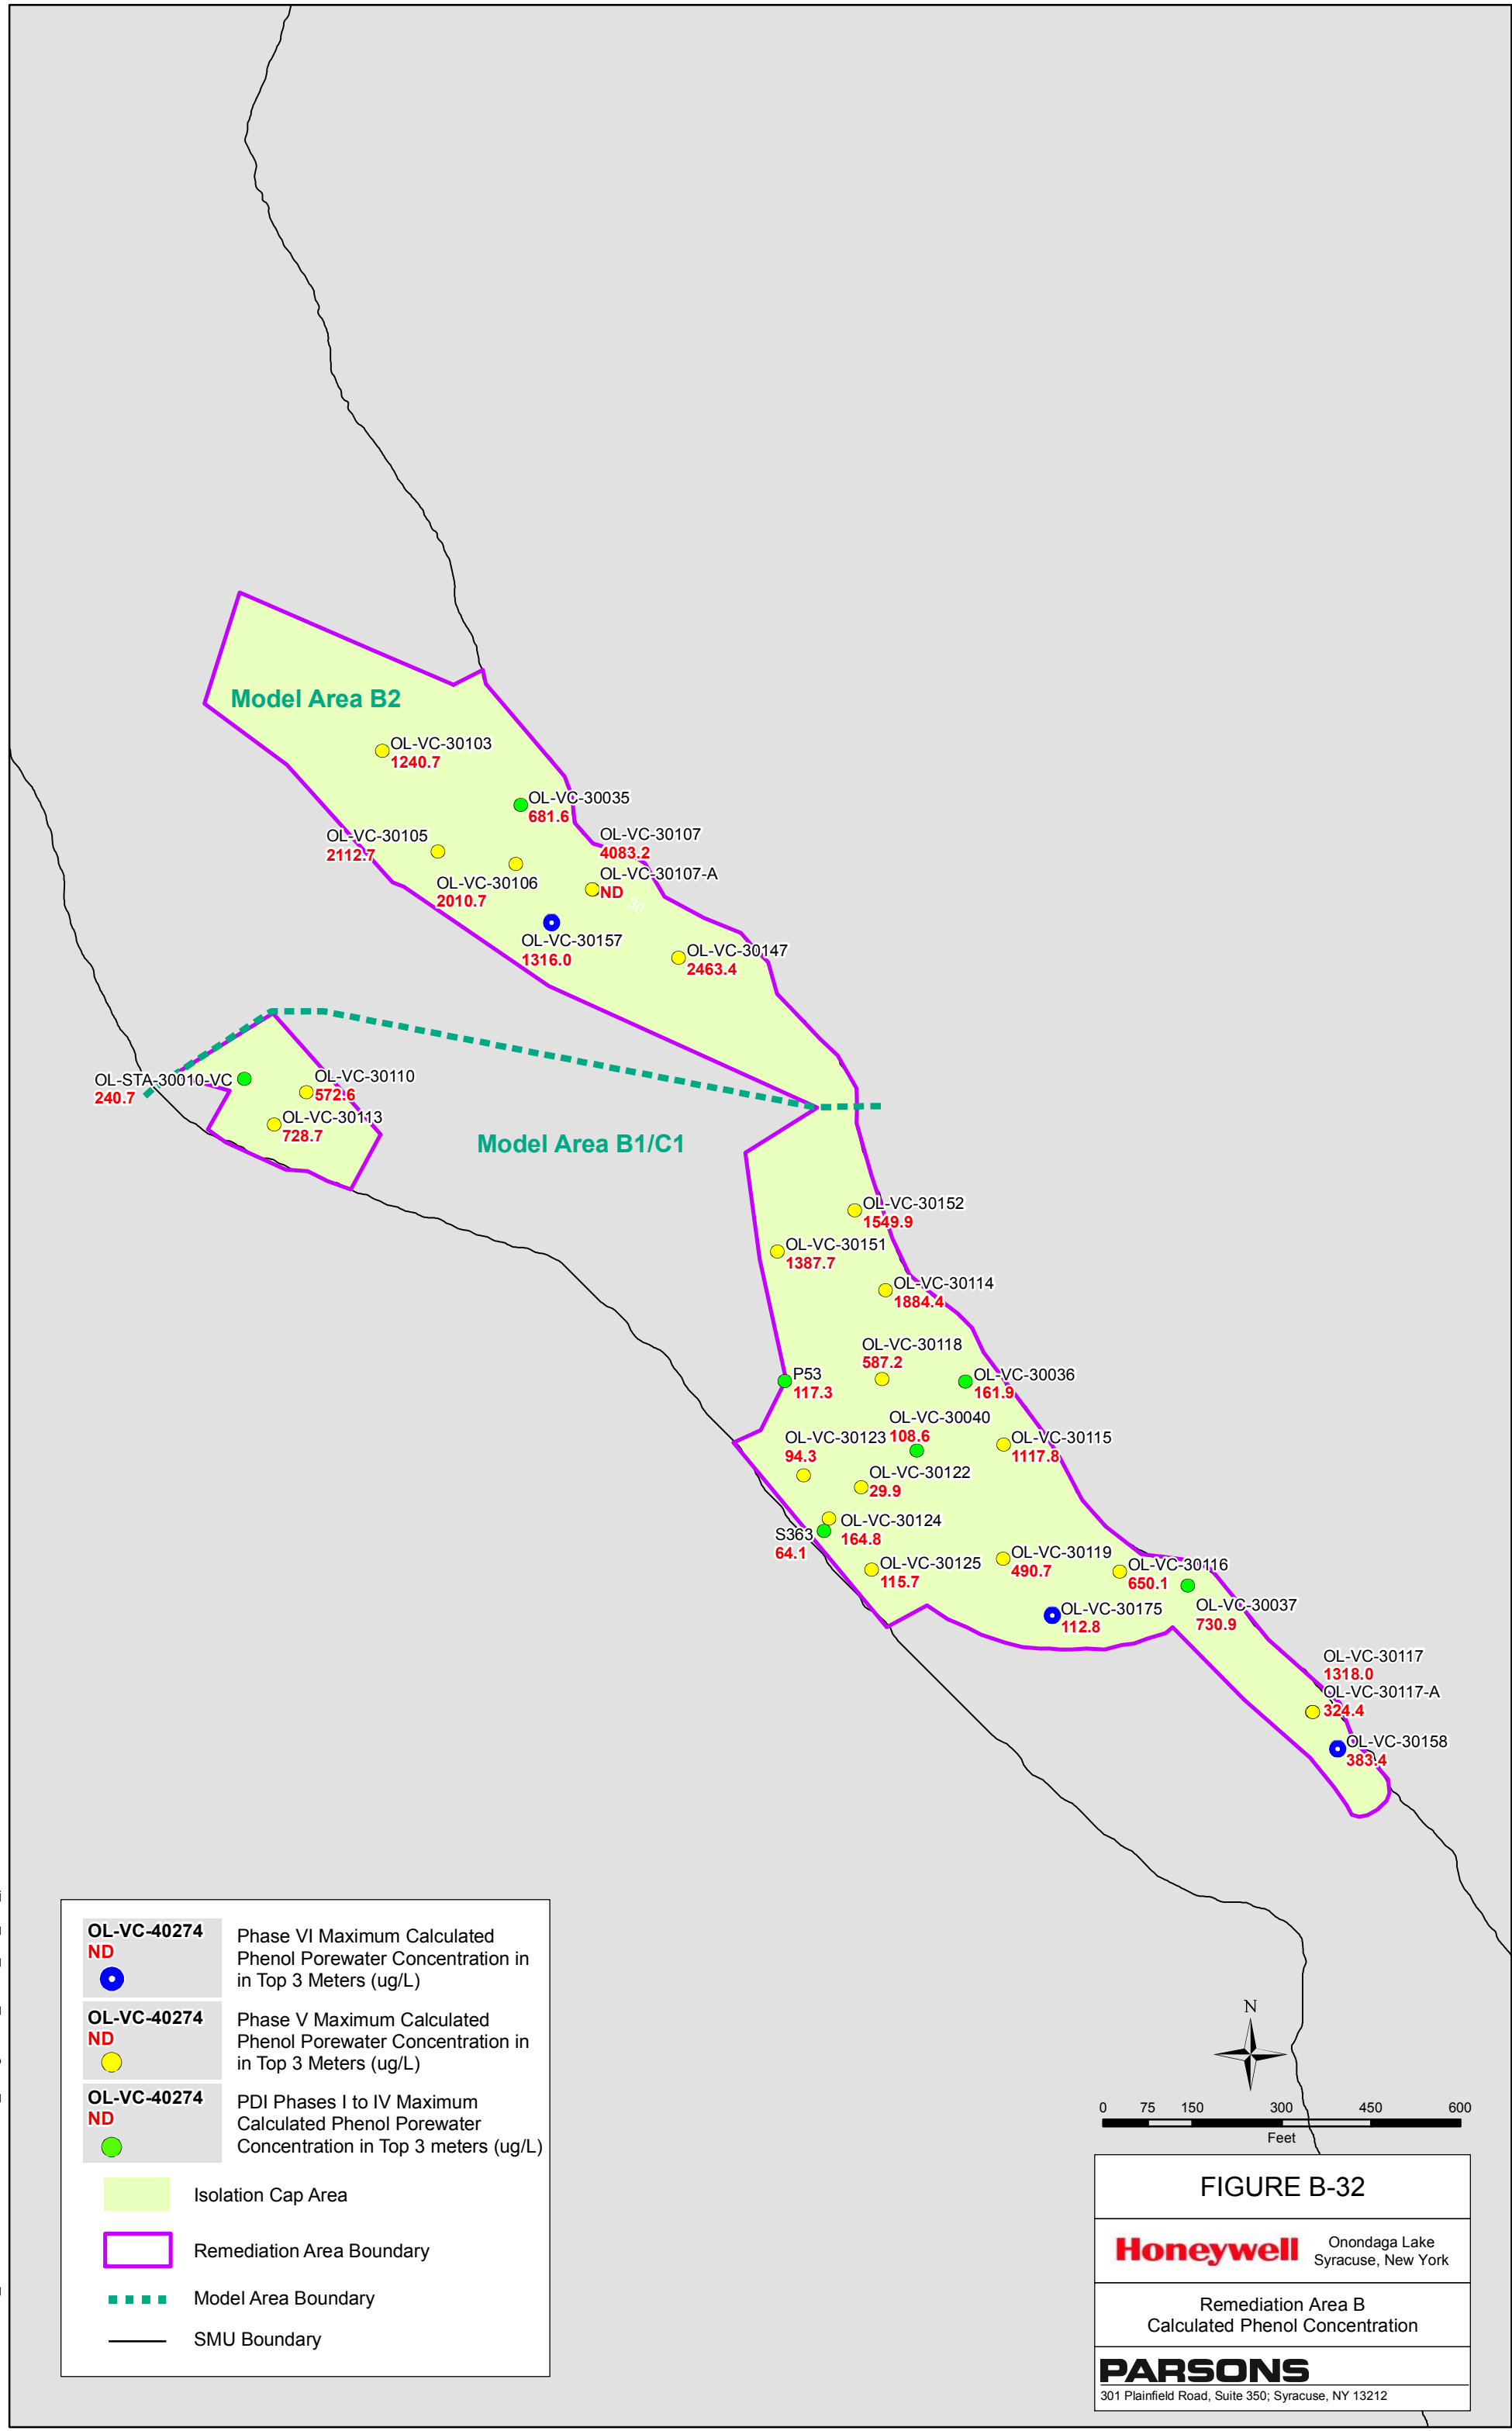 Model Area B2
OL-VC-30103
1240.7
OL-VC-30035
681.6
OL-VC-30105
2112.7
OL-VC-30107
4083.2
OL-VC-30106
2010.7
OL-VC-30107-A
ND
30
OL-VC-30157
1316.0
OL-VC-30147
2463.4
OL-STA-30010-VC
240.7
OL-VC-30110
572.6
OL-VC-30113
728.7
Model Area B1/C1
OL-VC-30152
1549.9
OL-VC-30151
1387.7
OL-VC-30114
1884.4
OL-VC-30118
587.2
P53
117.3
OL-VC-30036
161.9
OL-VC-30040
108.6
OL-VC-30123
94.3
OL-VC-30115
1117.8
OL-VC-30122
29.9
OL-VC-30124
164.8
S363
64.1
OL-VC-30125
115.7
OL-VC-30119
490.7
OL-VC-30116
650.1
OL-VC-30037
730.9
OL-VC-30175
112.8
OL-VC-30117
1318.0
OL-VC-30117-A
324.4
OL-VC-30158
383.4
OL-VC-40274
ND
Phase VI Maximum Calculated
Phenol Porewater Concentration in
in Top 3 Meters (ug/L)
OL-VC-40274
ND
Phase V Maximum Calculated
Phenol Porewater Concentration in
in Top 3 Meters (ug/L)
OL-VC-40274
ND
PDI Phases I to IV Maximum
Calculated Phenol Porewater
Concentration in Top 3 meters (ug/L)
Isolation Cap Area
Remediation Area Boundary
Model Area Boundary
SMU Boundary
N
0 75 150 300 450 600
Feet
FIGURE B-32
Honeywell
Onondaga Lake
Syracuse, New York
Remediation Area B
Calculated Phenol Concentration
PARSONS
301 Plainfield Road, Suite 350; Syracuse, NY 13212